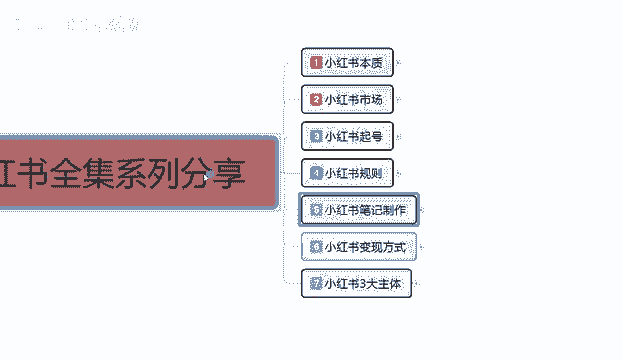 红书全集系列分享
1 小红书本质
2 小红书市场
3 小红书起号
4 小红书规则
5 小红书笔记制作
6 小红书变现方式
7 小红书3大主体